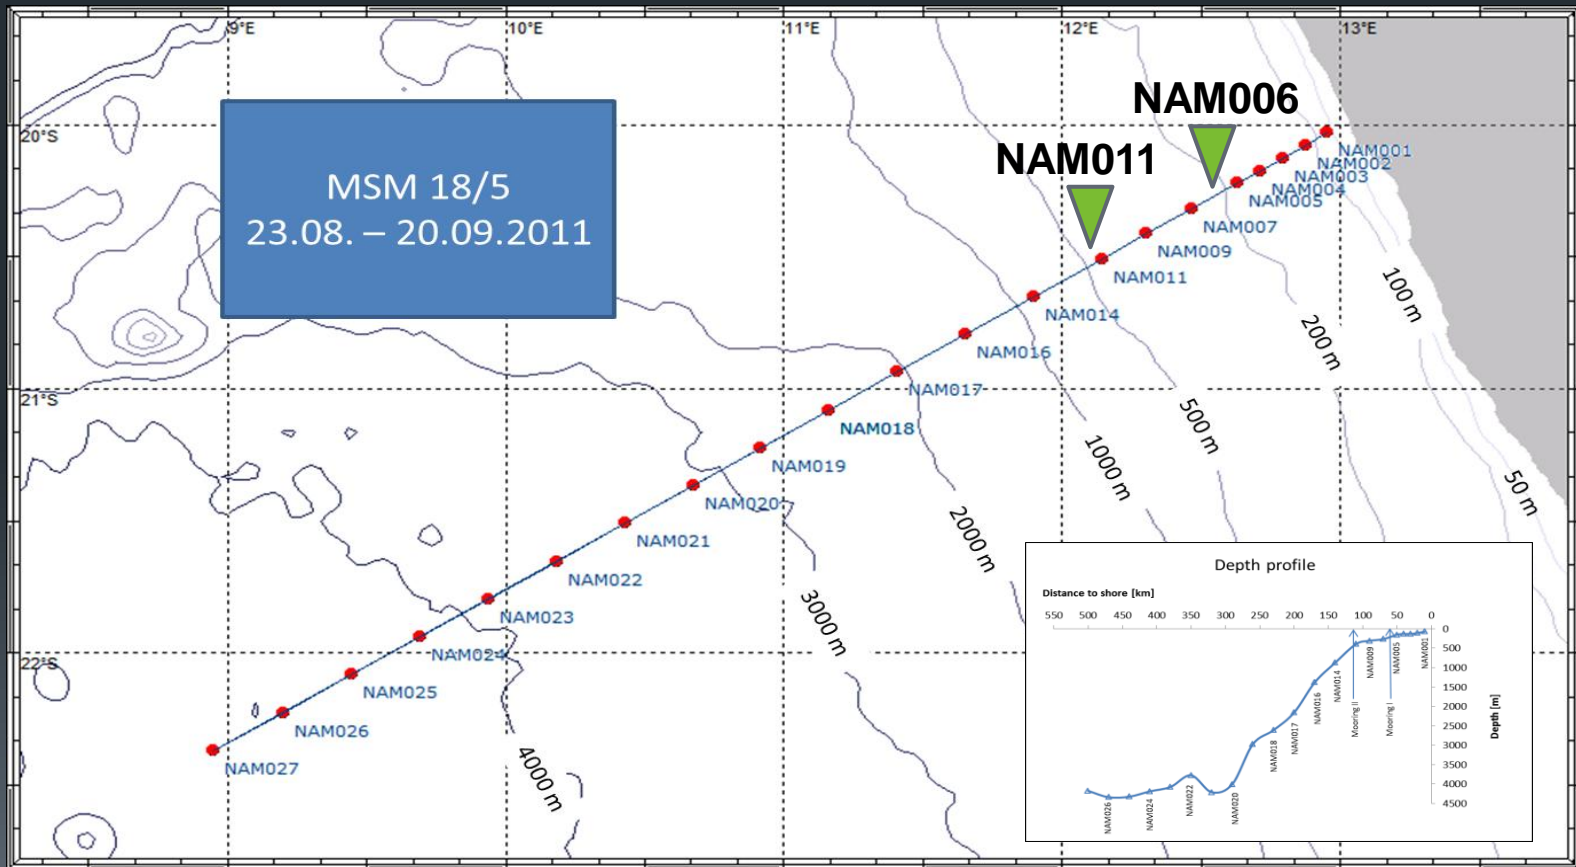 9°E
10°E
11°E
12°E
13°E
20°S
21°S
22°S
MSM 18/5
23.08. – 20.09.2011
NAM006
NAM011
NAM001
NAM002
NAM003
NAM004
NAM005
NAM007
NAM009
NAM011
NAM014
NAM016
NAM017
NAM018
NAM019
NAM020
NAM021
NAM022
NAM023
NAM024
NAM025
NAM026
NAM027
100 m
200 m
500 m
50 m
1000 m
2000 m
3000 m
4000 m
Depth profile
Distance to shore [km]
550 500 450 400 350 300 250 200 150 100 50 0
0
500
1000
1500
2000
2500
3000
3500
4000
4500
Depth [m]
NAM026
NAM024
NAM022
NAM020
NAM018
NAM017
NAM016
NAM014
Mooring II
NAM009
Mooring I
NAM005
NAM001